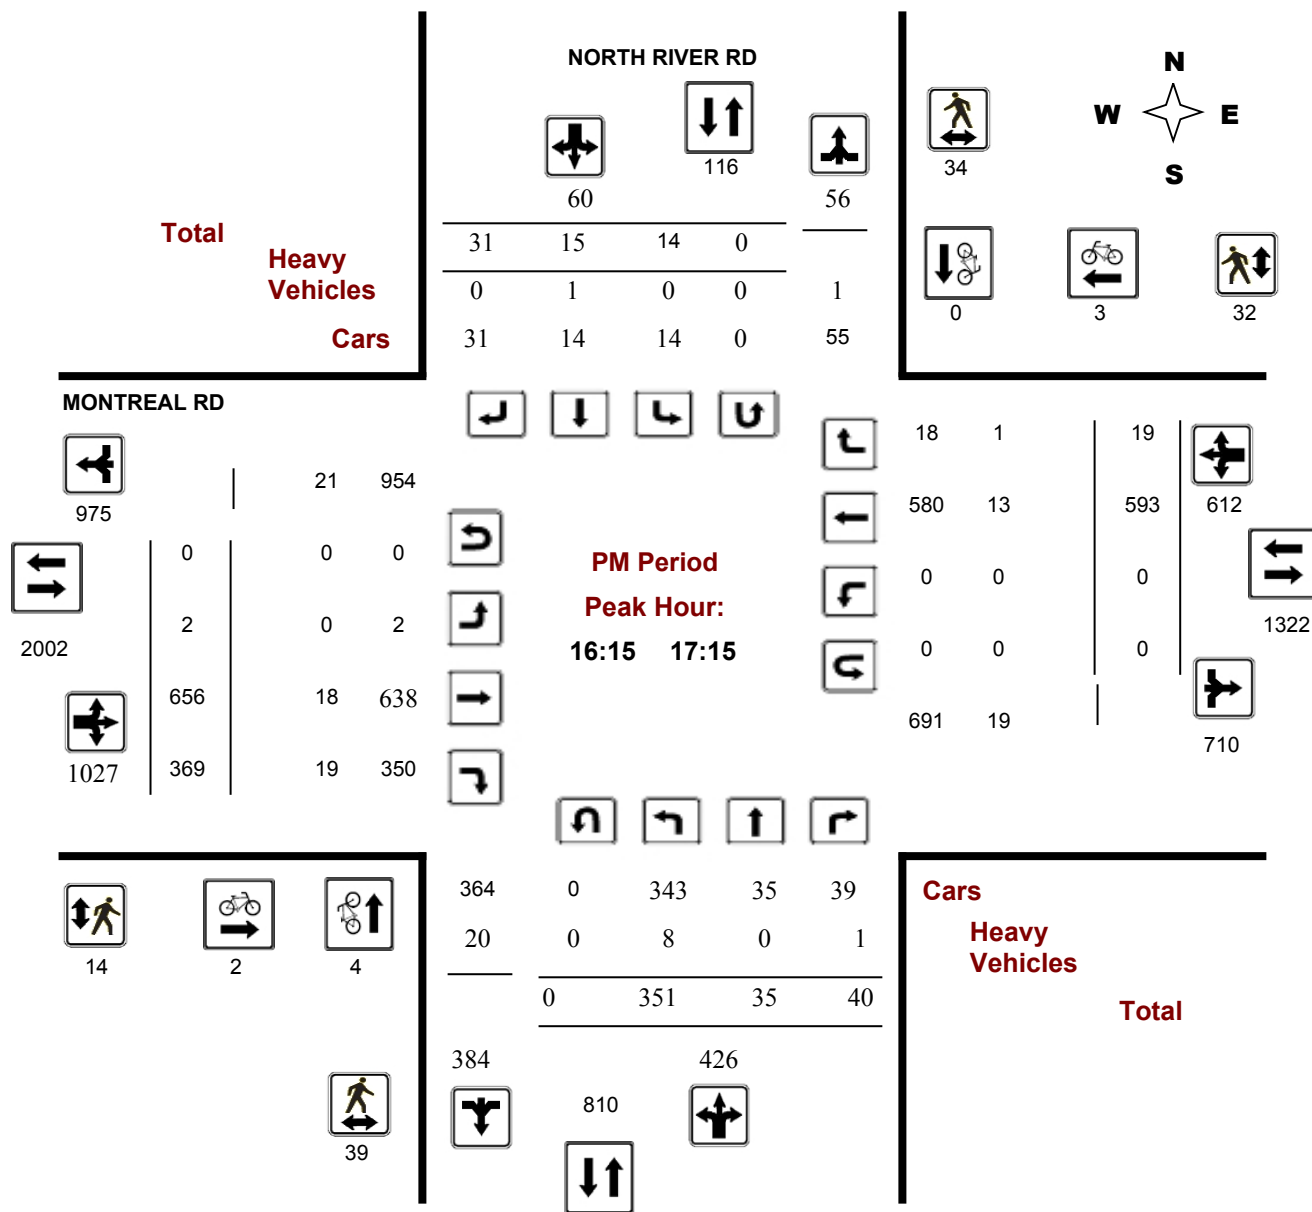 NORTH RIVER RD
N
W E
S
116
34
60 56
Total 31 15 14 0
Heavy
Vehicles 0 1 0 0 1
0 3 32
Cars 31 14 14 0 55
MONTREAL RD
18 1 19
21 954
975
580 13 593 612
0 0 0
PM Period
0 0 0
Peak Hour:
2 0 2
1322
2002
16:15 17:15
0 0 0
656 18 638
691 19
710
1027 369 19 350
364 0 343 35 39
Cars
20 0 8 0 1
Heavy
Vehicles
14 2 4
0 351 35 40
Total
384 426
810
39